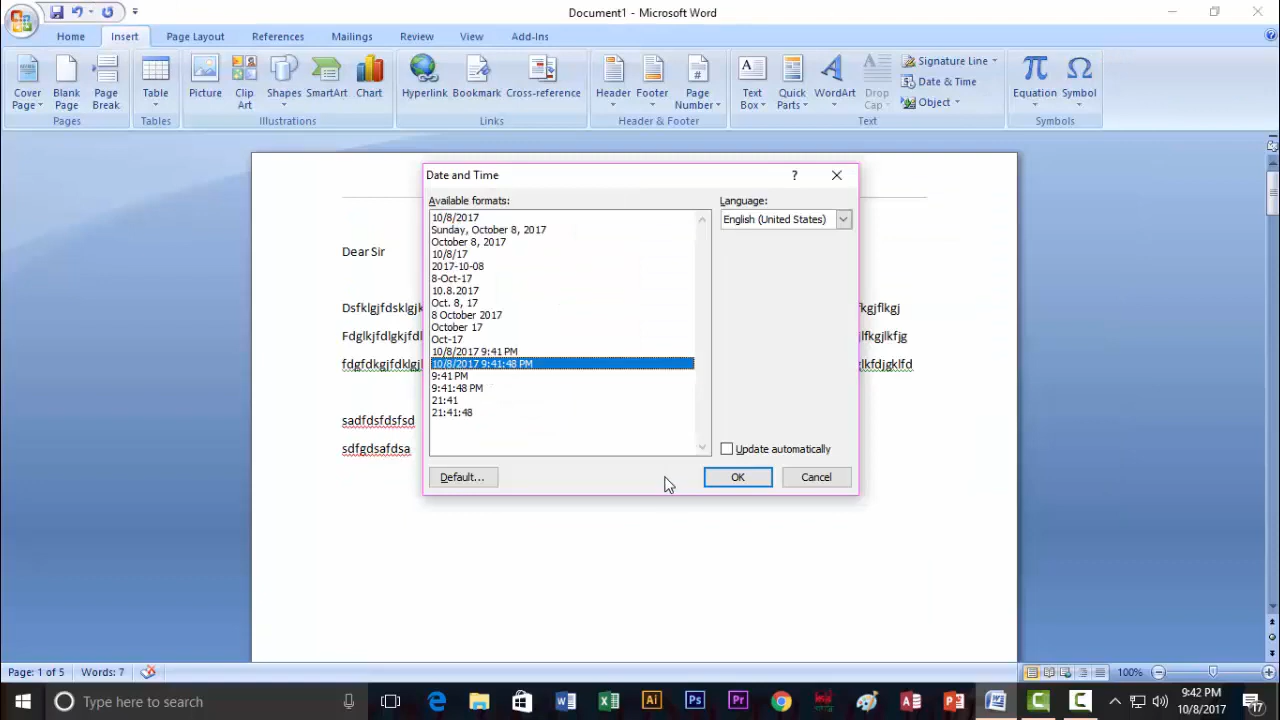 Document1 - Microsoft Word
Home Insert Page Layout References Mailings Review View Add-Ins
Cover Page Blank Page Page Break Table Picture Clip Art Shapes SmartArt Chart Hyperlink Bookmark Cross-reference Header Footer Page Number Text Box Quick Parts WordArt Drop Cap Signature Line Date & Time Object Equation Symbol
Pages Tables Illustrations Links Header & Footer Text Symbols
Date and Time ?
Available formats: Language:
10/8/2017 English (United States)
Sunday, October 8, 2017
October 8, 2017
10/8/17
2017-10-08
8-Oct-17
10.8.2017
Oct. 8, 17
8 October 2017
October 17
Oct-17
10/8/2017 9:41 PM
10/8/2017 9:41:48 PM
9:41 PM
9:41:48 PM
21:41
21:41:48
Update automatically
Default... OK Cancel
Dear Sir
sadfdsfdsfsd
sdfgdsafdsa
Page: 1 of 5 Words: 7 100%
Type here to search
9:42 PM
10/8/2017
17